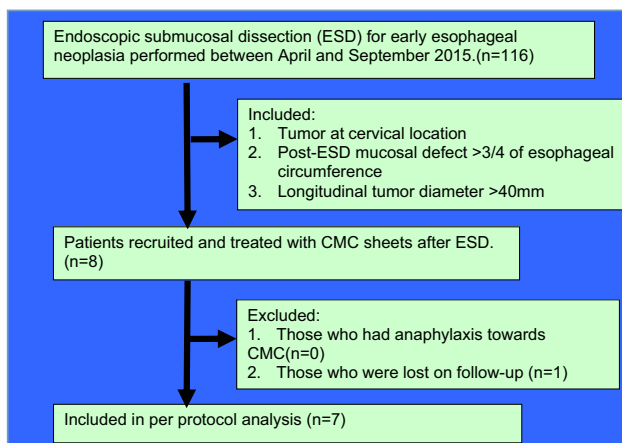 Endoscopic submucosal dissection (ESD) for early esophageal
neoplasia performed between April and September 2015.(n=116)
Included:
1. Tumor at cervical location
2. Post-ESD mucosal defect >3/4 of esophageal
circumference
3. Longitudinal tumor diameter >40mm
Patients recruited and treated with CMC sheets after ESD.
(n=8)
Excluded:
1. Those who had anaphylaxis towards
CMC(n=0)
2. Those who were lost on follow-up (n=1)
Included in per protocol analysis (n=7)